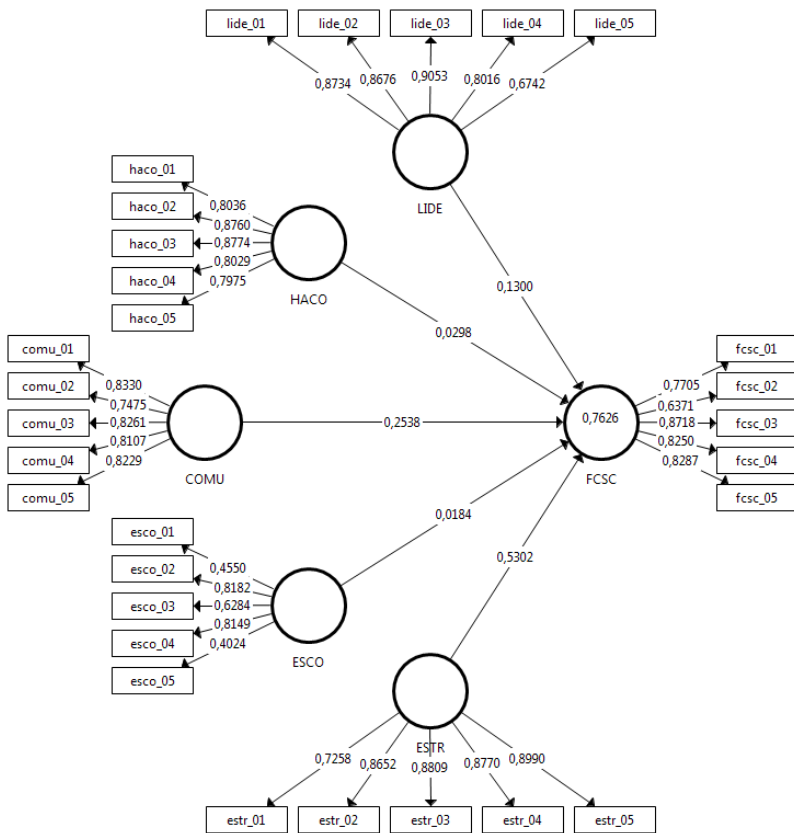 lide_01 lide_02 lide_03 lide_04 lide_05
0,8734 0,8676 0,9053 0,8016 0,6742
LIDE
haco_01
haco_02
haco_03
haco_04
haco_05
0,8036
0,8760
0,8774
0,8029
0,7975
HACO
0,1300
0,0298
comu_01
comu_02
comu_03
comu_04
comu_05
0,8330
0,7475
0,8261
0,8107
0,8229
COMU
0,2538
0,7626
FCSC
0,7705
0,6371
0,8718
0,8250
0,8287
fcsc_01
fcsc_02
fcsc_03
fcsc_04
fcsc_05
esco_01
esco_02
esco_03
esco_04
esco_05
0,4550
0,8182
0,6284
0,8149
0,4024
ESCO
0,0184
0,5302
ESTR
0,7258 0,8652 0,8809 0,8770 0,8990
estr_01 estr_02 estr_03 estr_04 estr_05